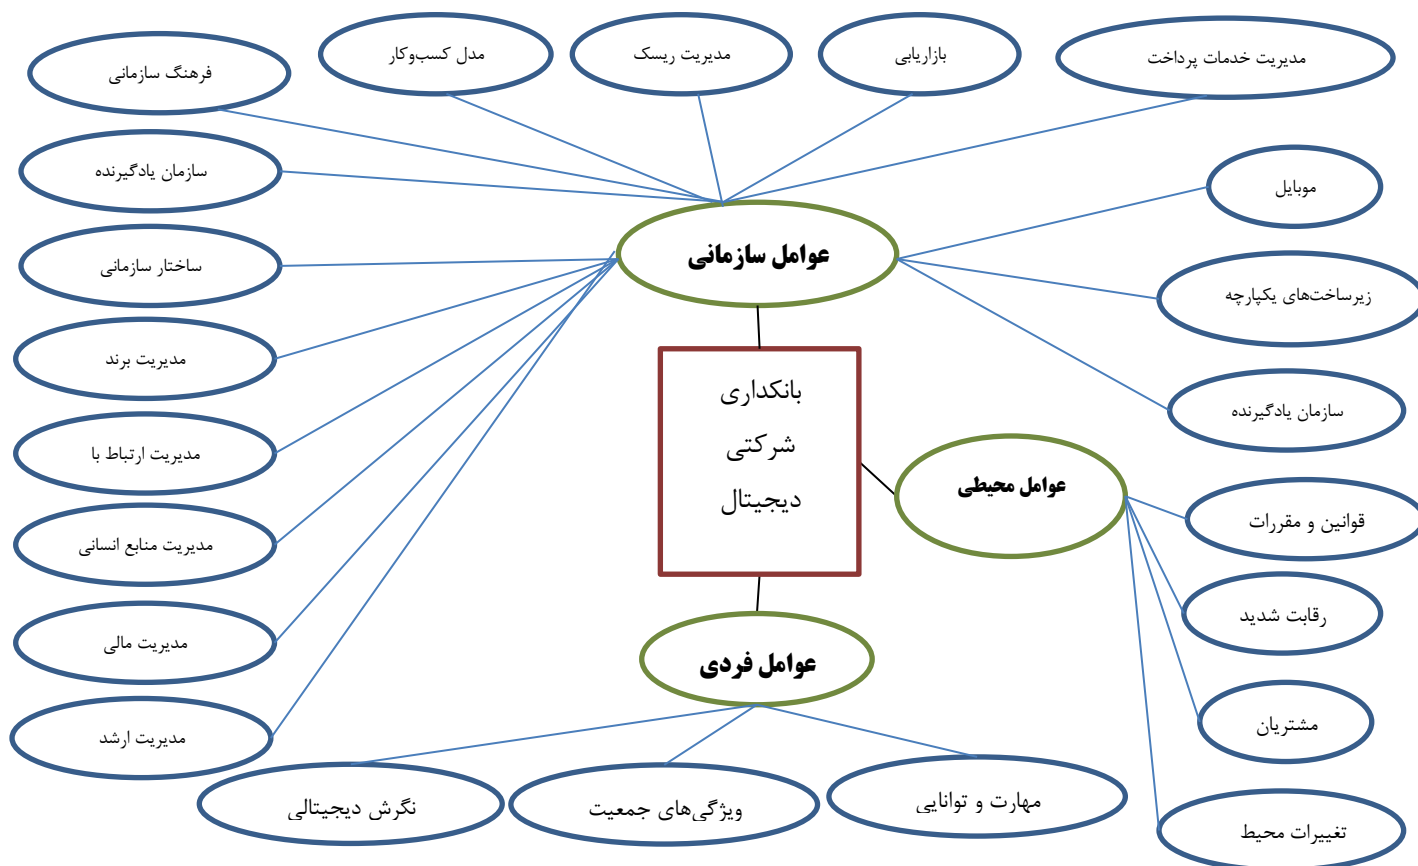 مدیریت خدمات پرداخت
بازاریابی
مدیریت ریسک
مدل کسب‌وکار
فرهنگ سازمانی
موبایل
سازمان یادگیرنده
عوامل سازمانی
ساختار سازمانی
زیرساخت‌های یکپارچه
مدیریت برند
بانکداری
شرکتی
دیجیتال
سازمان یادگیرنده
مدیریت ارتباط با
عوامل محیطی
قوانین و مقررات
مدیریت منابع انسانی
رقابت شدید
مدیریت مالی
عوامل فردی
مشتریان
مدیریت ارشد
مهارت و توانایی
ویژگی‌های جمعیت
نگرش دیجیتالی
تغییرات محیط